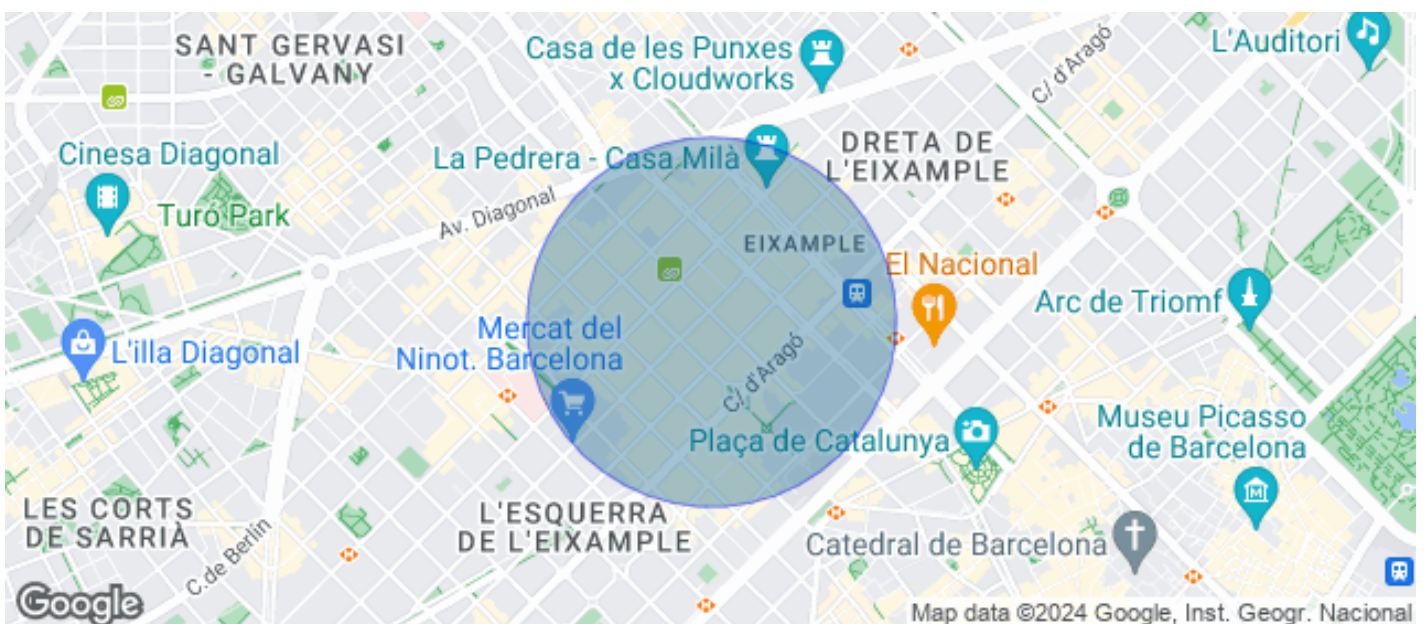 SANT GERVASI
- GALVANY
Casa de les Punxes
x Cloudworks
C/ d'Aragó
L'Auditori
Cinesa Diagonal
La Pedrera - Casa Milà
DRETA DE
L'EIXAMPLE
Turó Park
Av. Diagonal
EIXAMPLE
El Nacional
Arc de Triomf
L'illa Diagonal
Mercat del
Ninot. Barcelona
C/ d'Aragó
Plaça de Catalunya
Museu Picasso
de Barcelona
LES CORTS
DE SARRIÀ
L'ESQUERRA
DE L'EIXAMPLE
C. de Berlín
Catedral de Barcelona
Google
Map data ©2024 Google, Inst. Geogr. Nacional